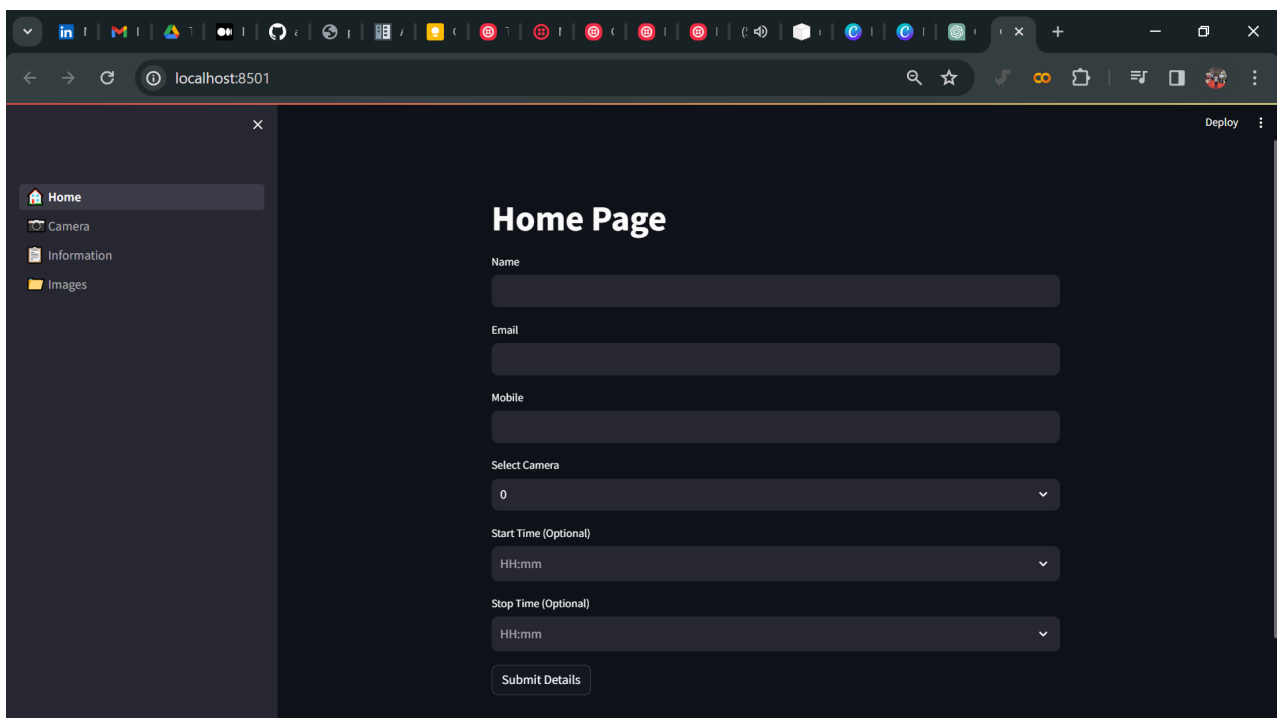 localhost:8501
Deploy
Home
Camera
Information
Images
Home Page
Name
Email
Mobile
Select Camera
0
Start Time (Optional)
HH:mm
Stop Time (Optional)
HH:mm
Submit Details